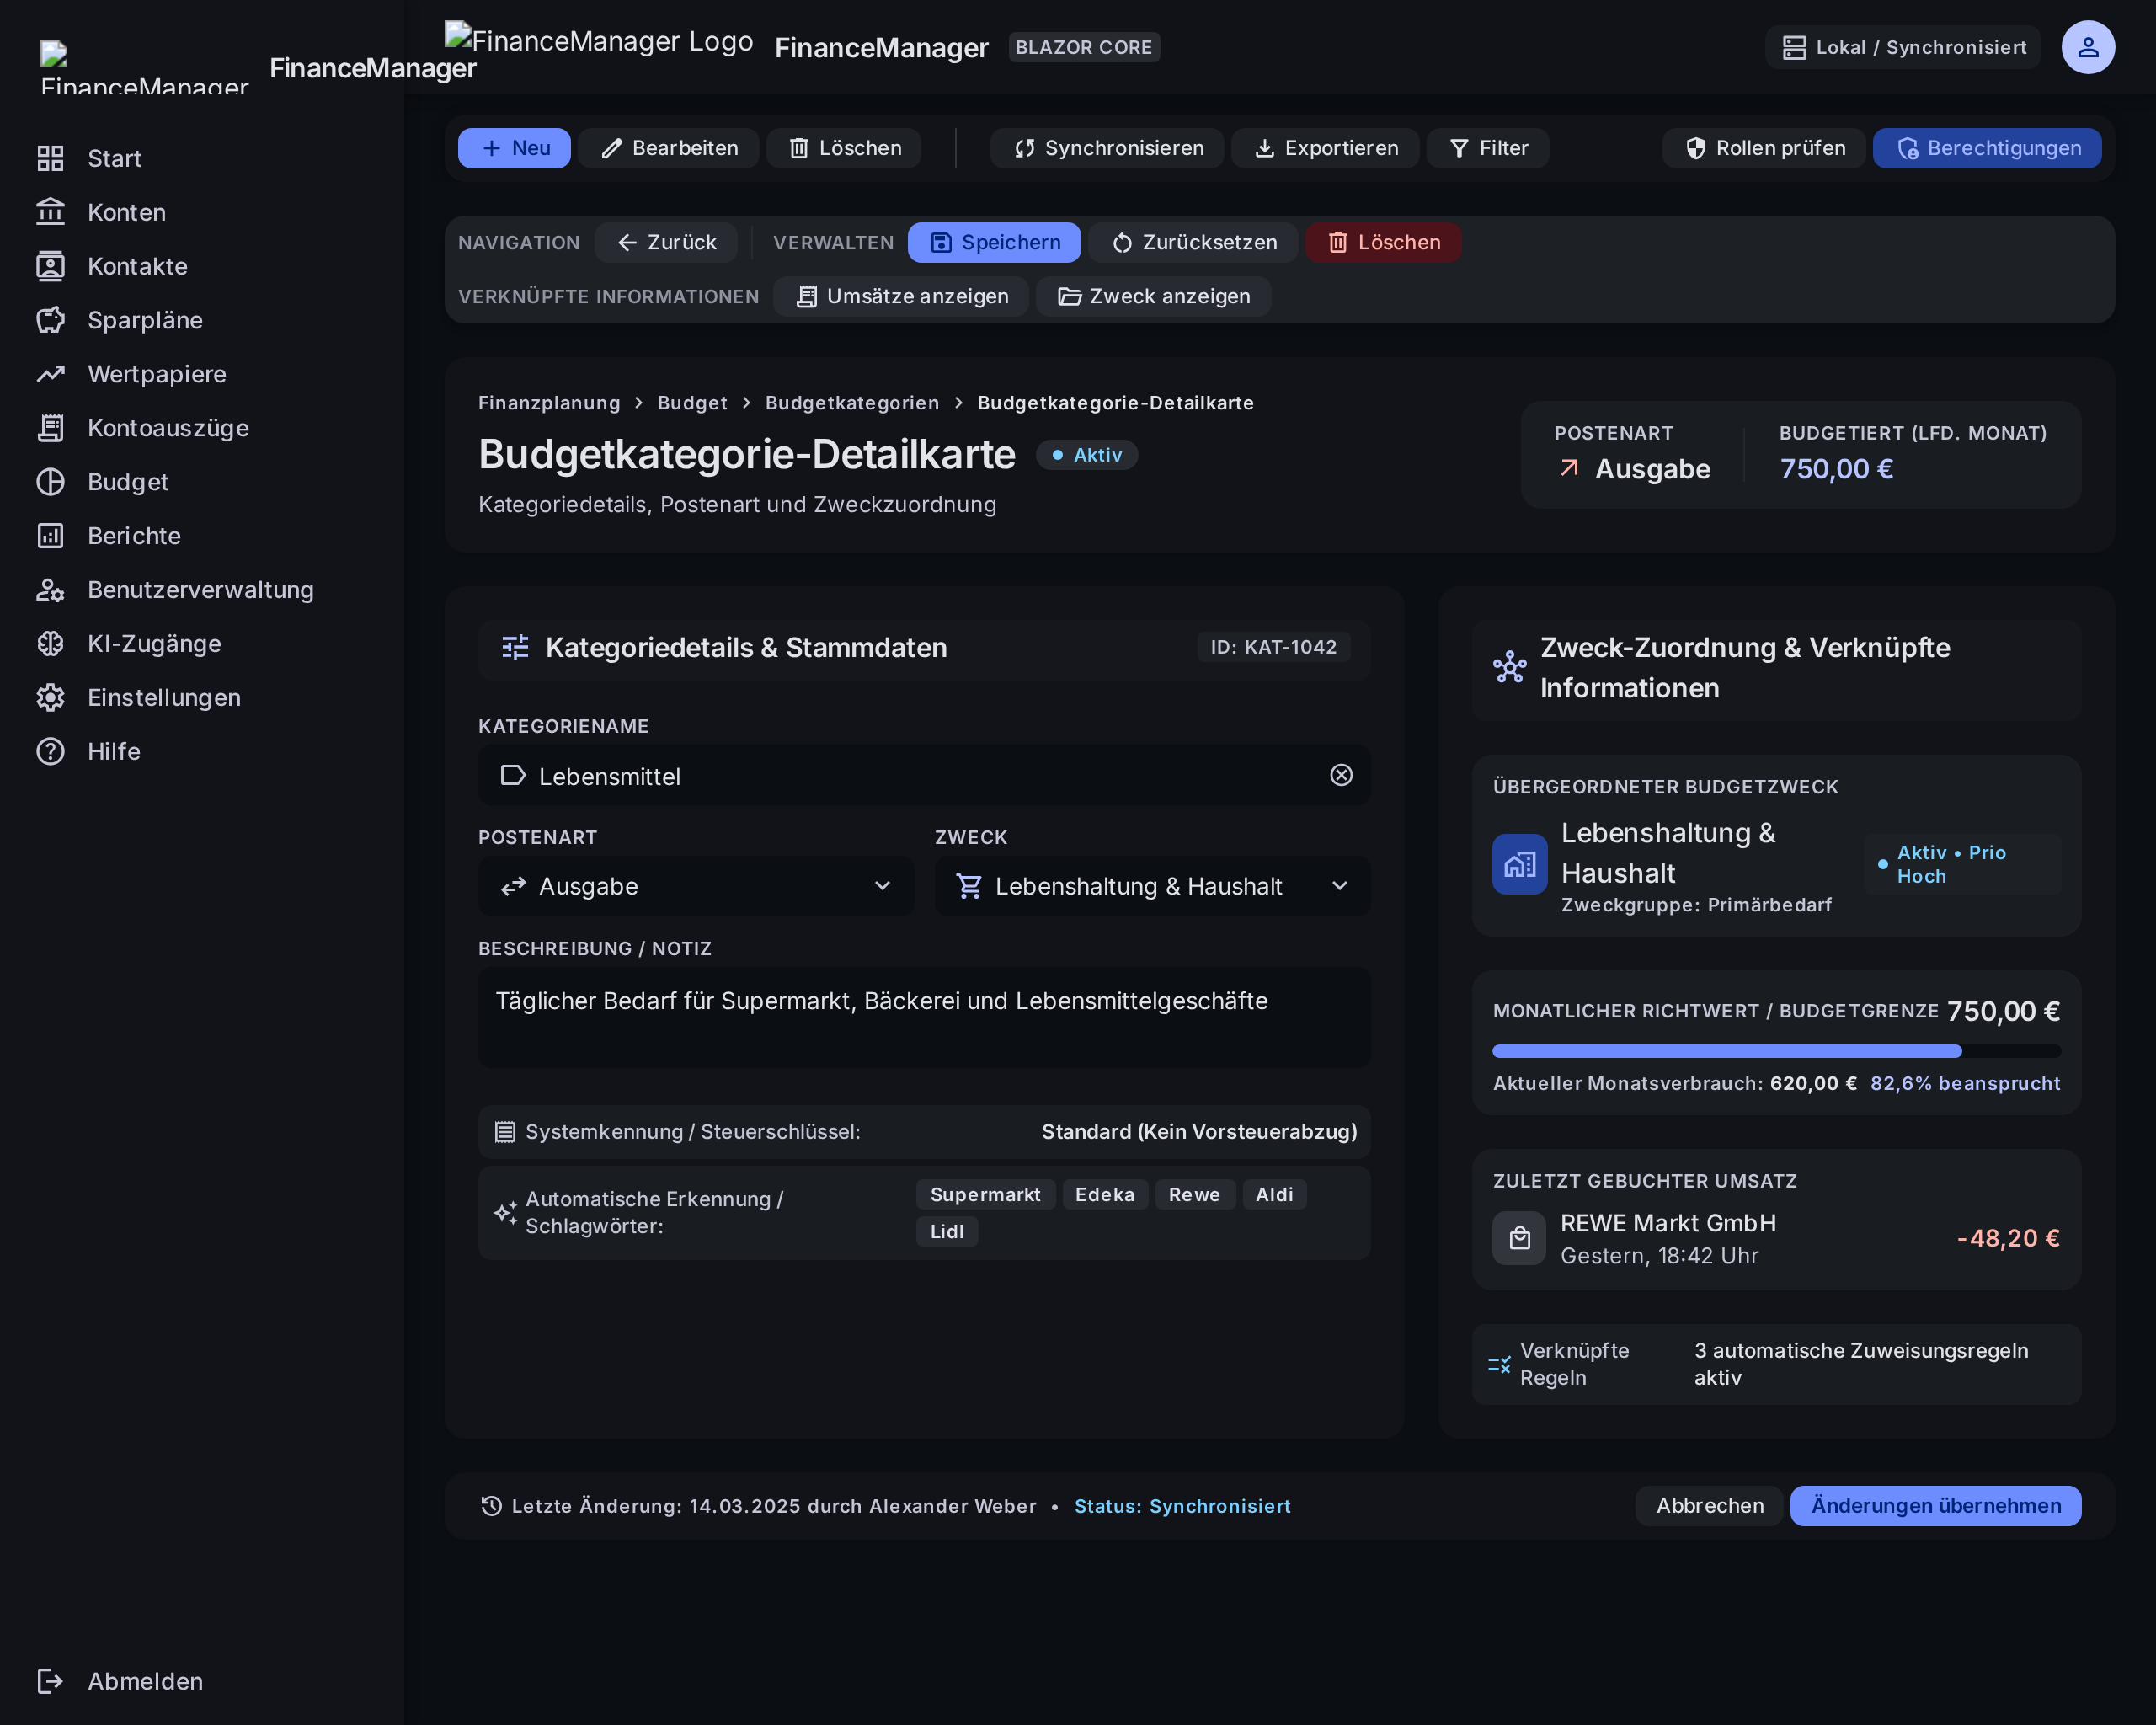 FinanceManager
FinanceManager
FinanceManager Logo
FinanceManager
BLAZOR CORE
Lokal / Synchronisiert
Start
Konten
Kontakte
Sparpläne
Wertpapiere
Kontoauszüge
Budget
Berichte
Benutzerverwaltung
KI-Zugänge
Einstellungen
Hilfe
Abmelden
Neu
Bearbeiten
Löschen
Synchronisieren
Exportieren
Filter
Rollen prüfen
Berechtigungen
NAVIGATION
Zurück
VERWALTEN
Speichern
Zurücksetzen
Löschen
VERKNÜPFTE INFORMATIONEN
Umsätze anzeigen
Zweck anzeigen
Finanzplanung > Budget > Budgetkategorien > Budgetkategorie-Detailkarte
Budgetkategorie-Detailkarte
Aktiv
Kategoriedetails, Postenart und Zweckzuordnung
POSTENART
Ausgabe
BUDGETIERT (LFD. MONAT)
750,00 €
Kategoriedetails & Stammdaten
ID: KAT-1042
KATEGORIENAME
Lebensmittel
POSTENART
Ausgabe
ZWECK
Lebenshaltung & Haushalt
BESCHREIBUNG / NOTIZ
Täglicher Bedarf für Supermarkt, Bäckerei und Lebensmittelgeschäfte
Systemkennung / Steuerschlüssel:
Standard (Kein Vorsteuerabzug)
Automatische Erkennung /
Schlagwörter:
Supermarkt
Edeka
Rewe
Aldi
Lidl
Zweck-Zuordnung & Verknüpfte
Informationen
ÜBERGEORDNETER BUDGETZWECK
Lebenshaltung &
Haushalt
Zweckgruppe: Primärbedarf
Aktiv • Prio
Hoch
MONATLICHER RICHTWERT / BUDGETGRENZE
750,00 €
Aktueller Monatsverbrauch: 620,00 €
82,6% beansprucht
ZULETZT GEBUCHTER UMSATZ
REWE Markt GmbH
Gestern, 18:42 Uhr
-48,20 €
Verknüpfte
Regeln
3 automatische Zuweisungsregeln
aktiv
Letzte Änderung: 14.03.2025 durch Alexander Weber • Status: Synchronisiert
Abbrechen
Änderungen übernehmen